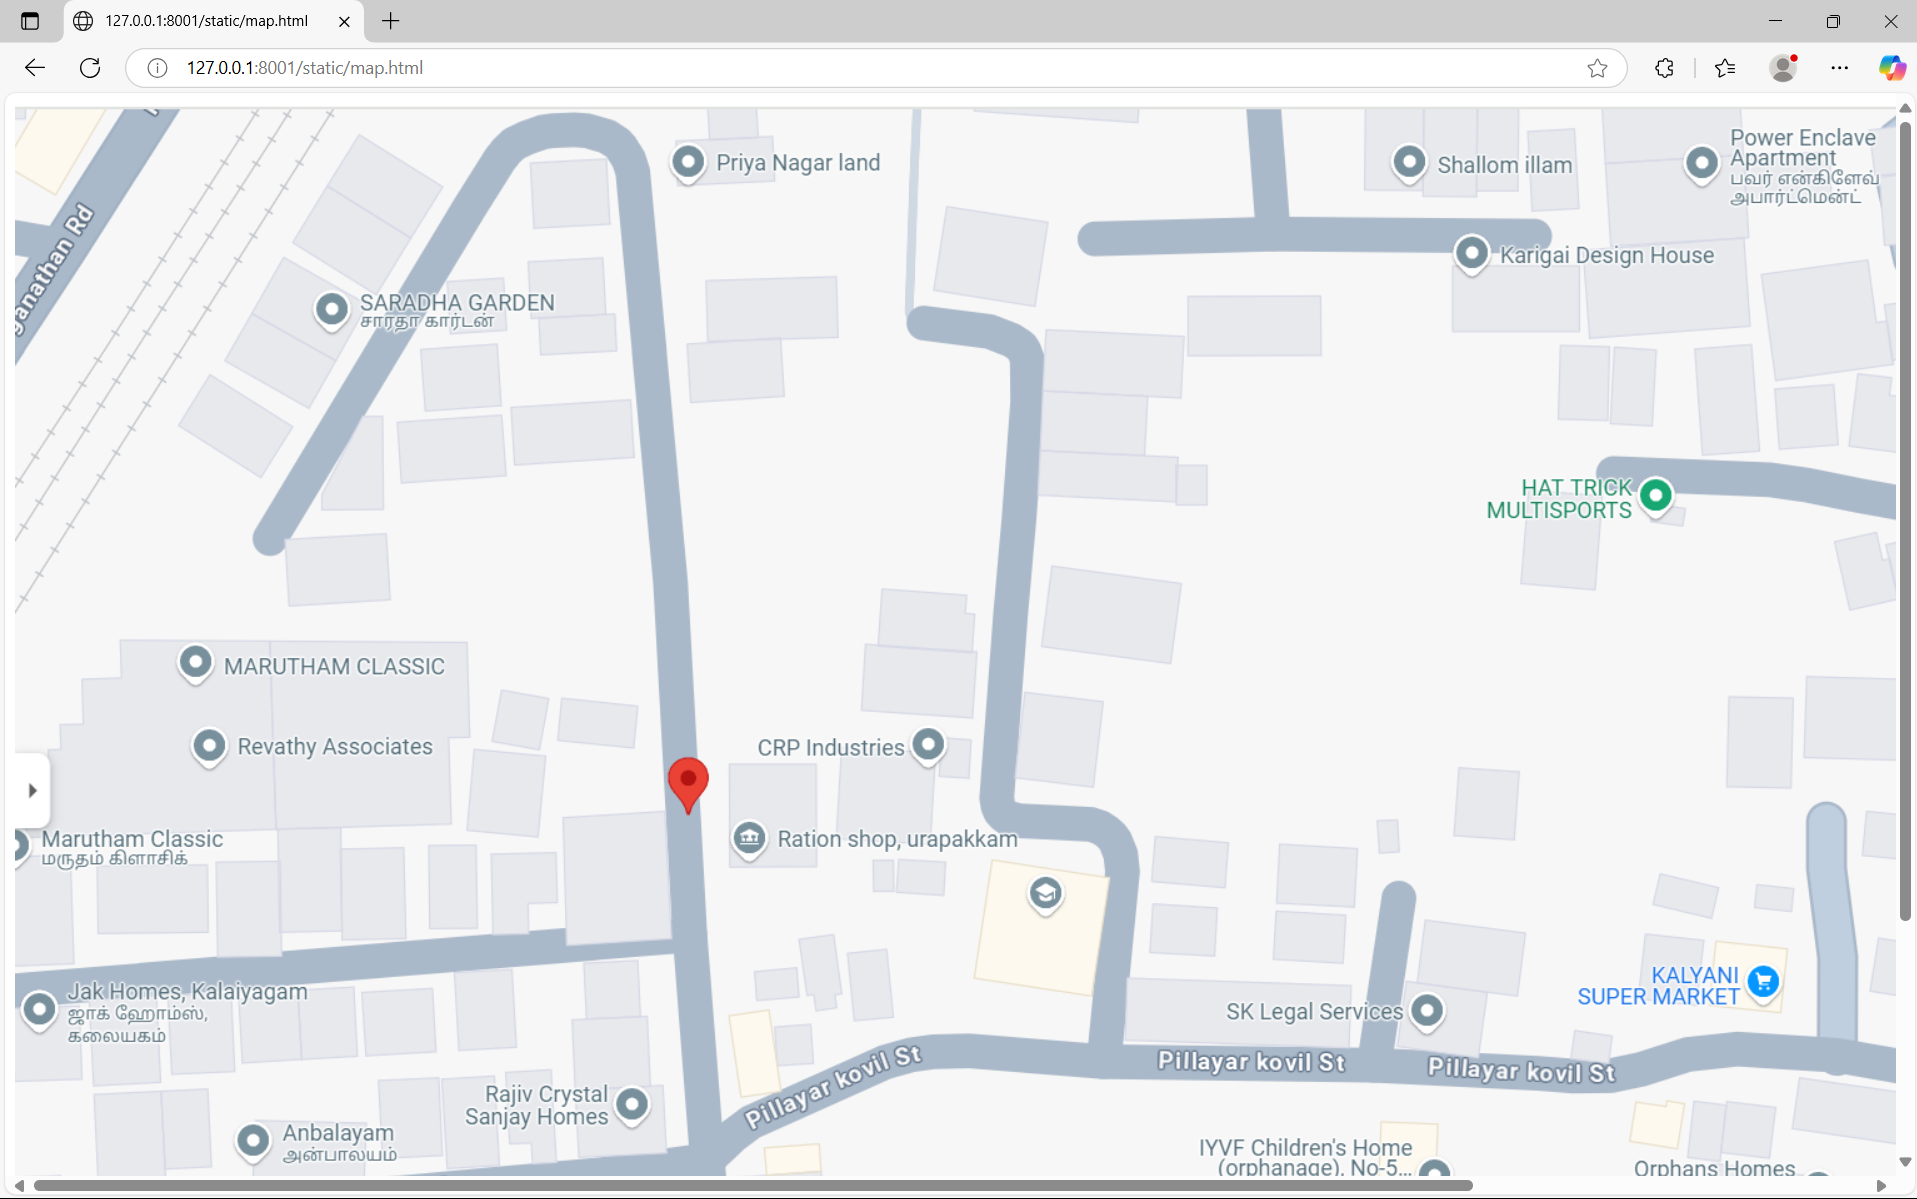 127.0.0.1:8001/static/map.html
127.0.0.1:8001/static/map.html
Priya Nagar land
Shallom illam
Power Enclave
Apartment
பவர் என்கிளேவ்
அபார்ட்மென்ட்
Karigai Design House
ganathan Rd
SARADHA GARDEN
சாரதா கார்டன்
HAT TRICK
MULTISPORTS
MARUTHAM CLASSIC
Revathy Associates
CRP Industries
Marutham Classic
மருதம் கிளாசிக்
Ration shop, urapakkam
Jak Homes, Kalaiyagam
ஜாக் ஹோம்ஸ்,
கலையகம்
KALYANI
SUPER MARKET
SK Legal Services
Pillayar kovil St
Pillayar kovil St
Pillayar kovil St
Rajiv Crystal
Sanjay Homes
Anbalayam
அன்பாலயம்
IYVF Children's Home
(orphanage), No-5...
Orphans Homes